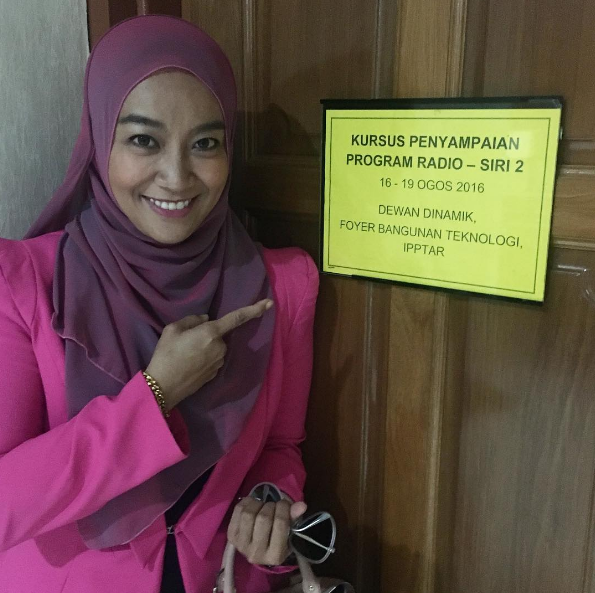 KURSUS PENYAMPAIAN
PROGRAM RADIO – SIRI 2
16 - 19 OGOS 2016
DEWAN DINAMIK,
FOYER BANGUNAN TEKNOLOGI,
IPPTAR